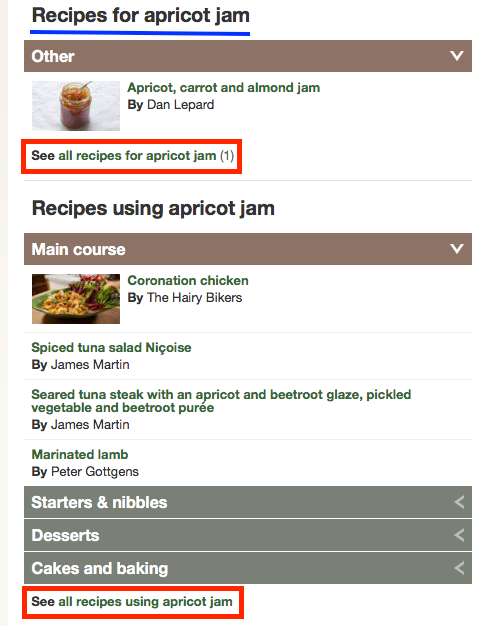 Recipes for apricot jam
Other
Apricot, carrot and almond jam
By Dan Lepard
See all recipes for apricot jam (1)
Recipes using apricot jam
Main course
Coronation chicken
By The Hairy Bikers
Spiced tuna salad Niçoise
By James Martin
Seared tuna steak with an apricot and beetroot glaze, pickled
vegetable and beetroot purée
By James Martin
Marinated lamb
By Peter Gottgens
Starters & nibbles
Desserts
Cakes and baking
See all recipes using apricot jam